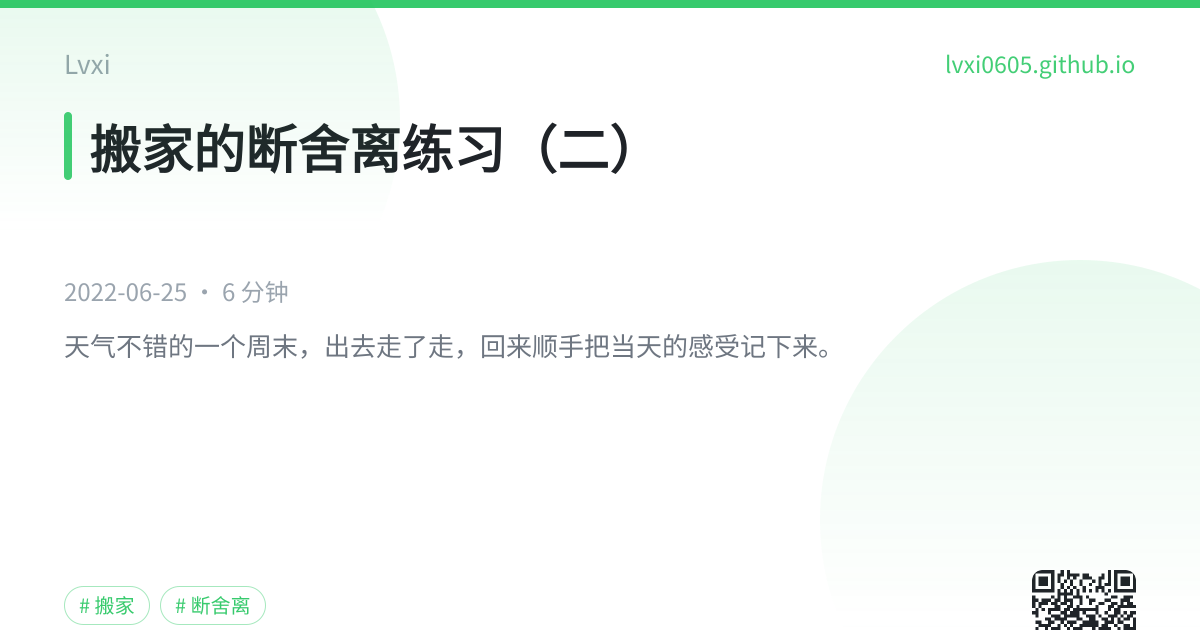 Lvxi
lvxi0605.github.io
搬家的断舍离练习（二）
2022-06-25 · 6 分钟
天气不错的一个周末，出去走了走，回来顺手把当天的感受记下来。
# 搬家
# 断舍离